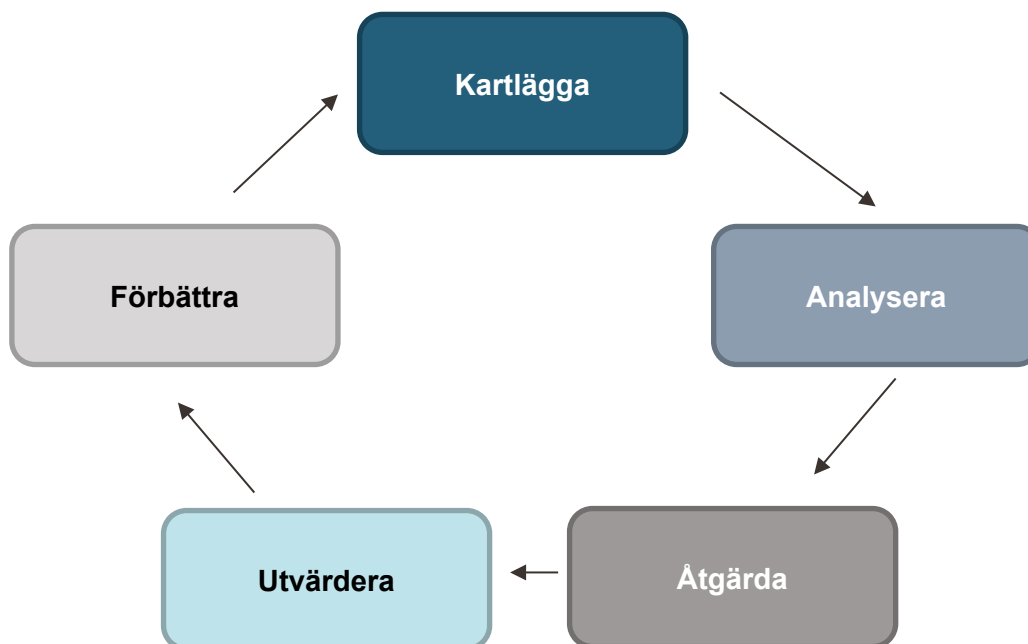 Kartlägga
Analysera
Åtgärda
Utvärdera
Förbättra